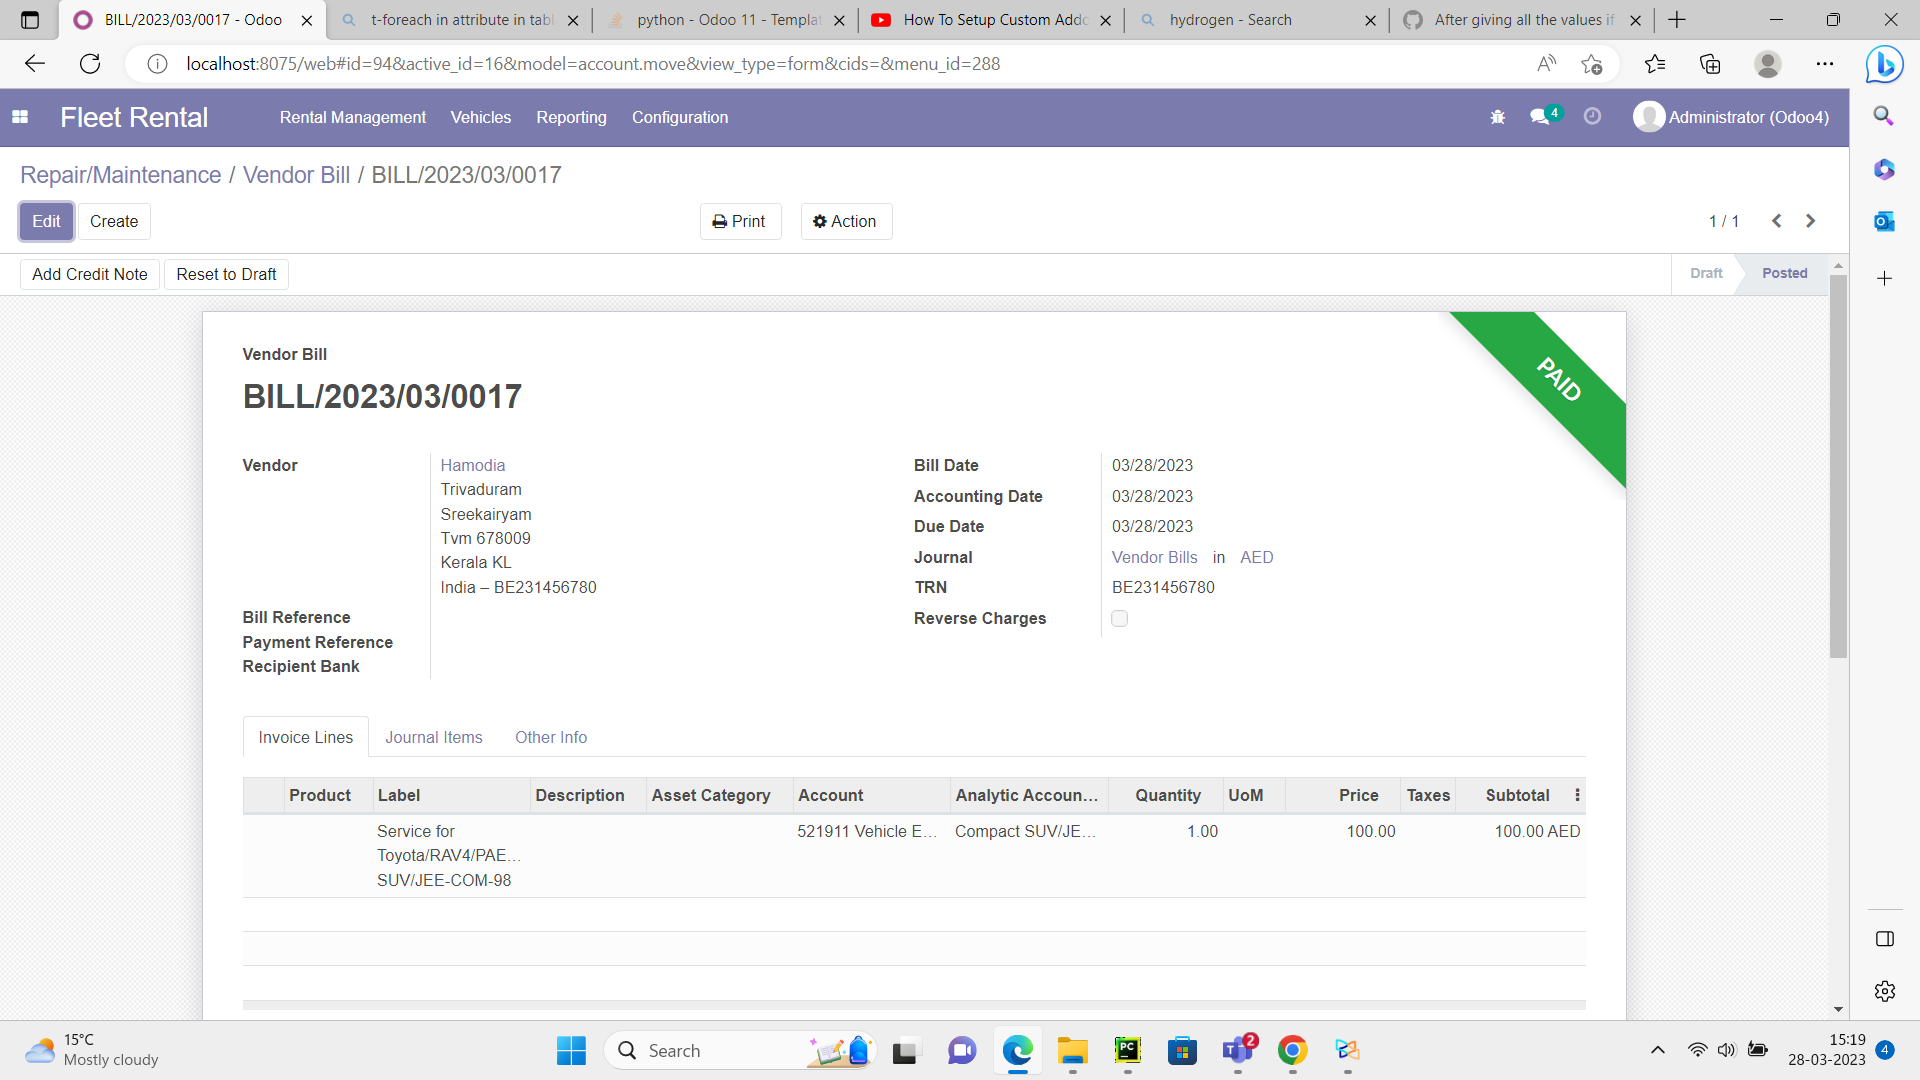 BILL/2023/03/0017 - Odoo
t-foreach in attribute in tabl
python - Odoo 11 - Templat
How To Setup Custom Addo
hydrogen - Search
After giving all the values if
localhost:8075/web#id=94&active_id=16&model=account.move&view_type=form&cids=&menu_id=288
Fleet Rental
Rental Management
Vehicles
Reporting
Configuration
4
Administrator (Odoo4)
Repair/Maintenance / Vendor Bill / BILL/2023/03/0017
Edit
Create
Print
Action
1 / 1
Add Credit Note
Reset to Draft
Draft
Posted
PAID
Vendor Bill
BILL/2023/03/0017
Vendor
Hamodia
Trivaduram
Sreekairyam
Tvm 678009
Kerala KL
India – BE231456780
Bill Reference
Payment Reference
Recipient Bank
Bill Date 03/28/2023
Accounting Date 03/28/2023
Due Date 03/28/2023
Journal Vendor Bills in AED
TRN BE231456780
Reverse Charges
Invoice Lines
Journal Items
Other Info
Product Label Description Asset Category Account Analytic Accoun... Quantity UoM Price Taxes Subtotal
Service for 521911 Vehicle E... Compact SUV/JE... 1.00 100.00 100.00 AED
Toyota/RAV4/PAE...
SUV/JEE-COM-98
15°C
Mostly cloudy
Search
PC
T
2
15:19
28-03-2023
4